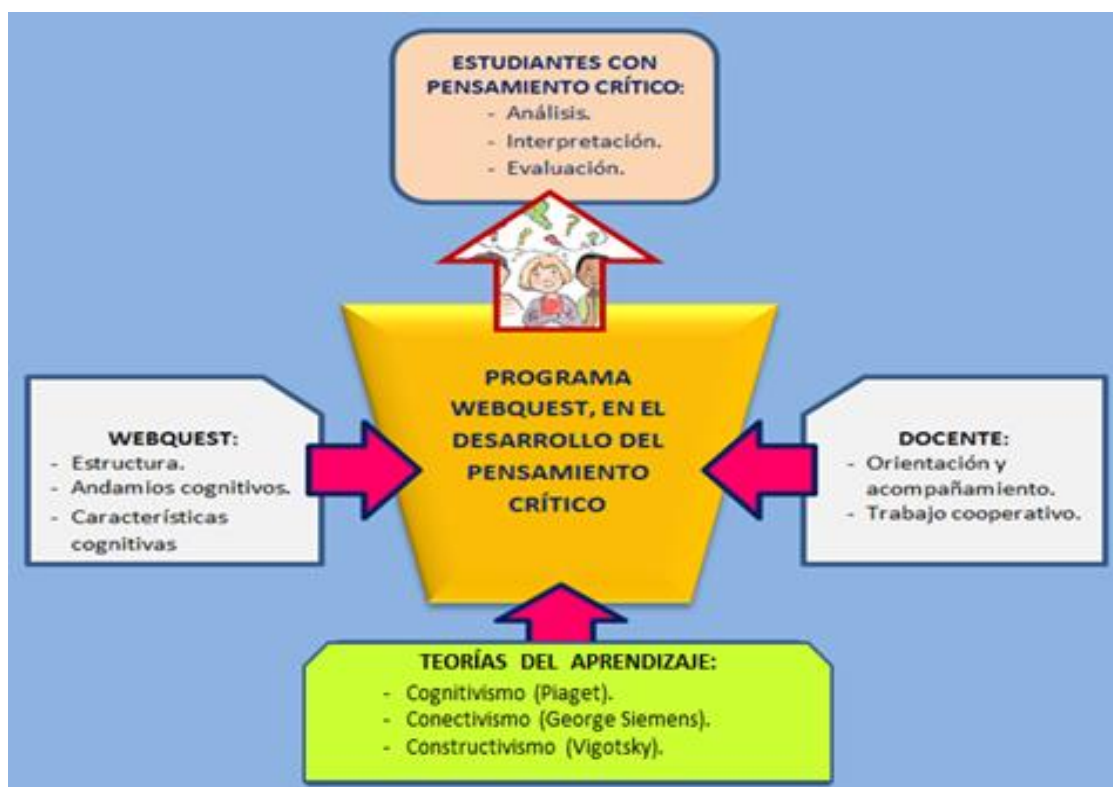 ESTUDIANTES CON
PENSAMIENTO CRÍTICO:
- Análisis.
- Interpretación.
- Evaluación.
PROGRAMA
WEBQUEST, EN EL
DESARROLLO DEL
PENSAMIENTO
CRÍTICO
WEBQUEST:
- Estructura.
- Andamios cognitivos.
- Características
cognitivas
DOCENTE:
- Orientación y
acompañamiento.
- Trabajo cooperativo.
TEORÍAS DEL APRENDIZAJE:
- Cognitivismo (Piaget).
- Conectivismo (George Siemens).
- Constructivismo (Vigotsky).